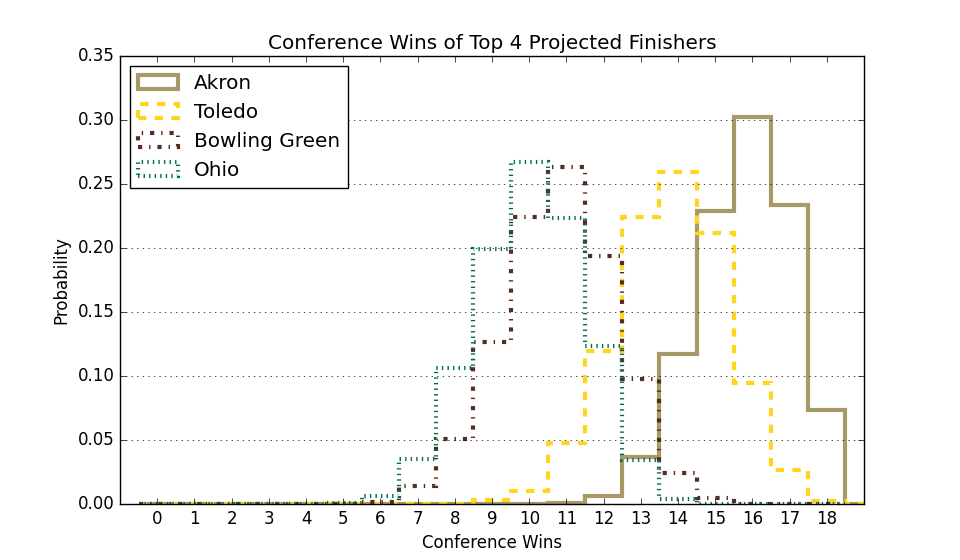 Conference Wins of Top 4 Projected Finishers
Akron
Toledo
Bowling Green
Ohio
Probability
0.35
0.30
0.25
0.20
0.15
0.10
0.05
0.00
0 1 2 3 4 5 6 7 8 9 10 11 12 13 14 15 16 17 18
Conference Wins